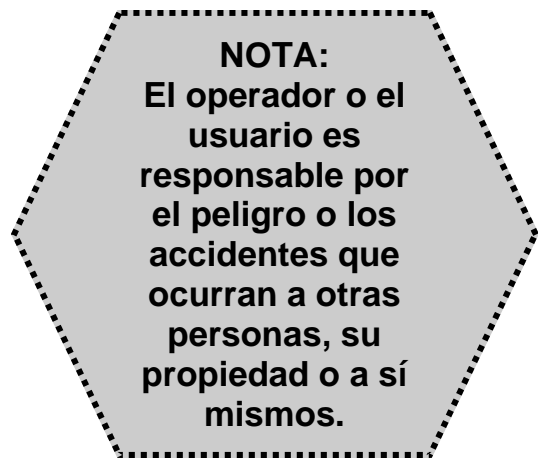 NOTA:
El operador o el
usuario es
responsable por
el peligro o los
accidentes que
ocurran a otras
personas, su
propiedad o a sí
mismos.